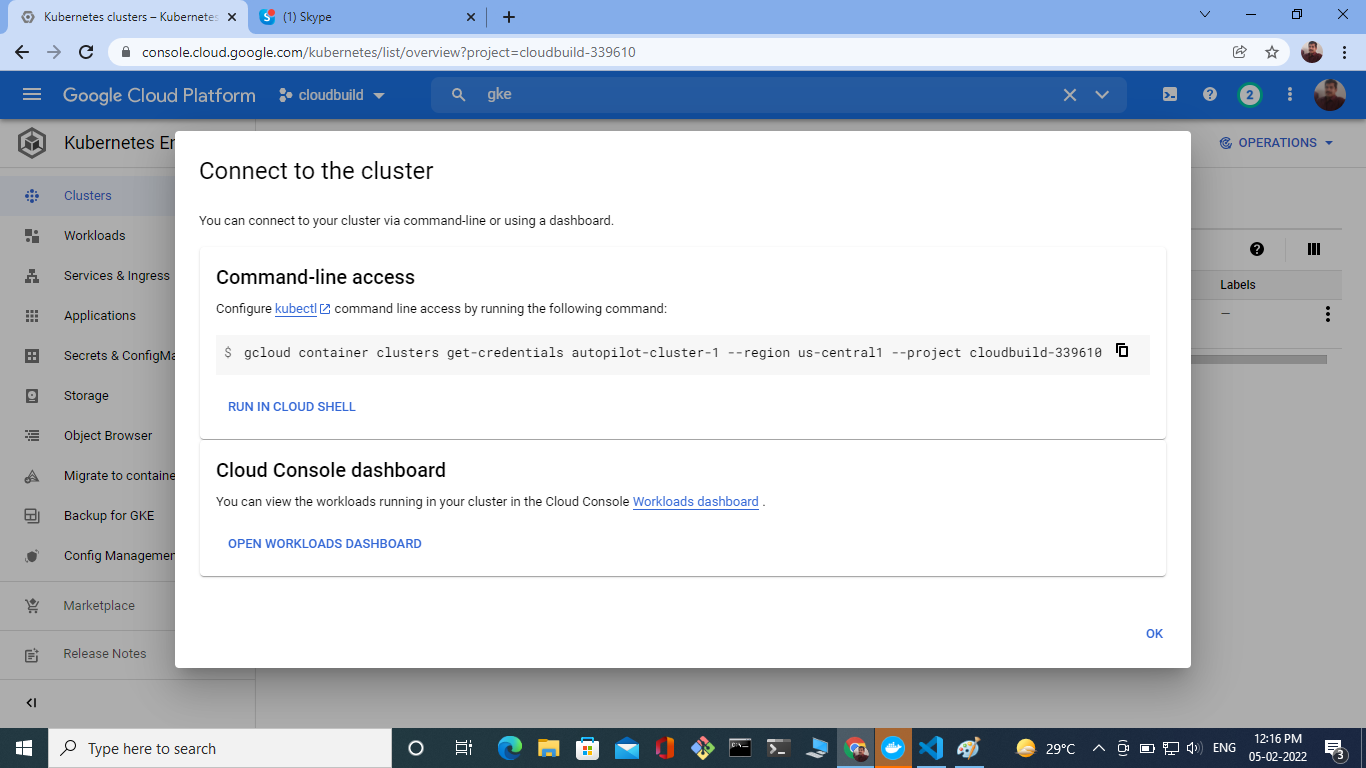 Kubernetes clusters – Kubernetes
(1) Skype
console.cloud.google.com/kubernetes/list/overview?project=cloudbuild-339610
Google Cloud Platform
cloudbuild
gke
2
Kubernetes En
OPERATIONS
Connect to the cluster
You can connect to your cluster via command-line or using a dashboard.
Clusters
Workloads
Services & Ingress
Applications
Secrets & ConfigMa
Storage
Object Browser
Migrate to containe
Backup for GKE
Config Managemen
Marketplace
Release Notes
Labels
—
Command-line access
Configure kubectl command line access by running the following command:
$ gcloud container clusters get-credentials autopilot-cluster-1 --region us-central1 --project cloudbuild-339610
RUN IN CLOUD SHELL
Cloud Console dashboard
You can view the workloads running in your cluster in the Cloud Console Workloads dashboard .
OPEN WORKLOADS DASHBOARD
OK
Type here to search
29°C
ENG
12:16 PM
05-02-2022
3